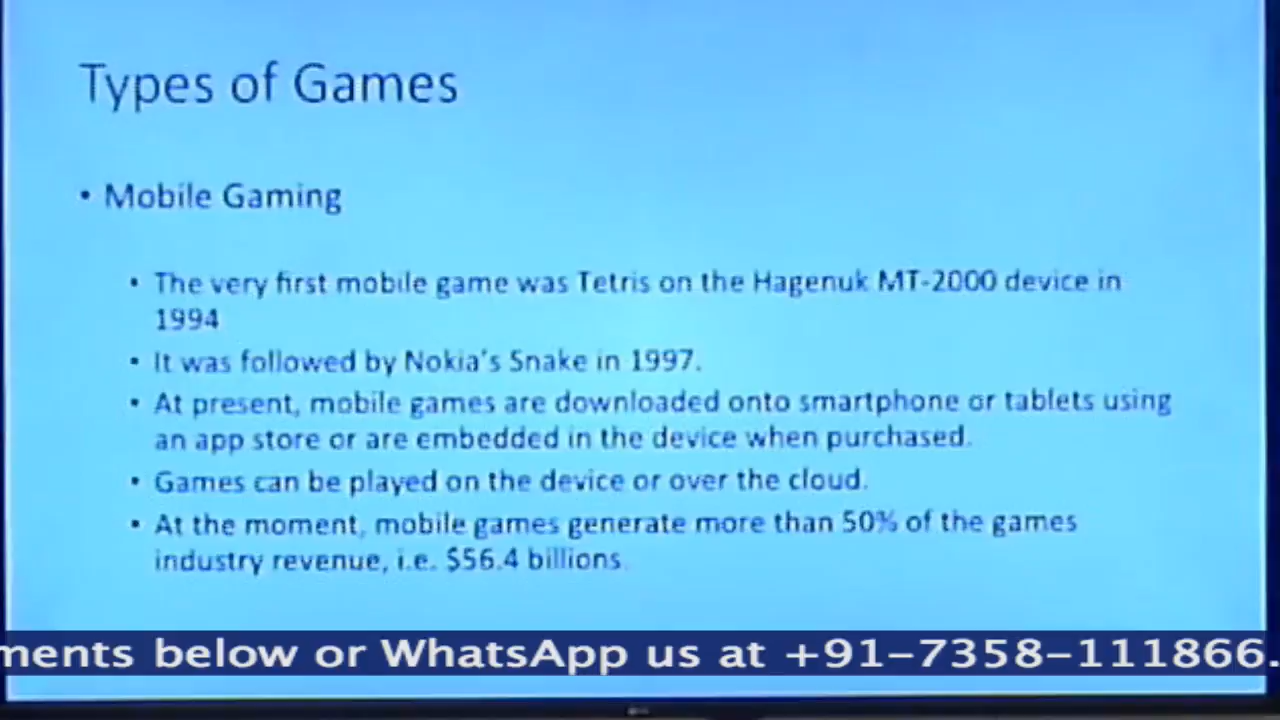 Types of Games
• Mobile Gaming
• The very first mobile game was Tetris on the Hagenuk MT-2000 device in
1994
• It was followed by Nokia's Snake in 1997.
• At present, mobile games are downloaded onto smartphone or tablets using
an app store or are embedded in the device when purchased.
• Games can be played on the device or over the cloud.
• At the moment, mobile games generate more than 50% of the games
industry revenue, i.e. $56.4 billions.
ments below or WhatsApp us at +91–7358–111866.